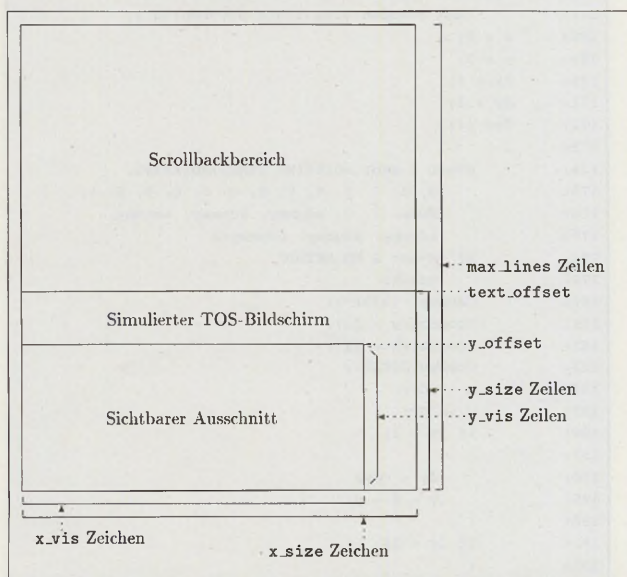 Scrollbackbereich
max_lines Zeilen
text_offset
Simulierter TOS-Bildschirm
y_offset
y_size Zeilen
Sichtbarer Ausschnitt
y_vis Zeilen
x_vis Zeichen
x_size Zeichen